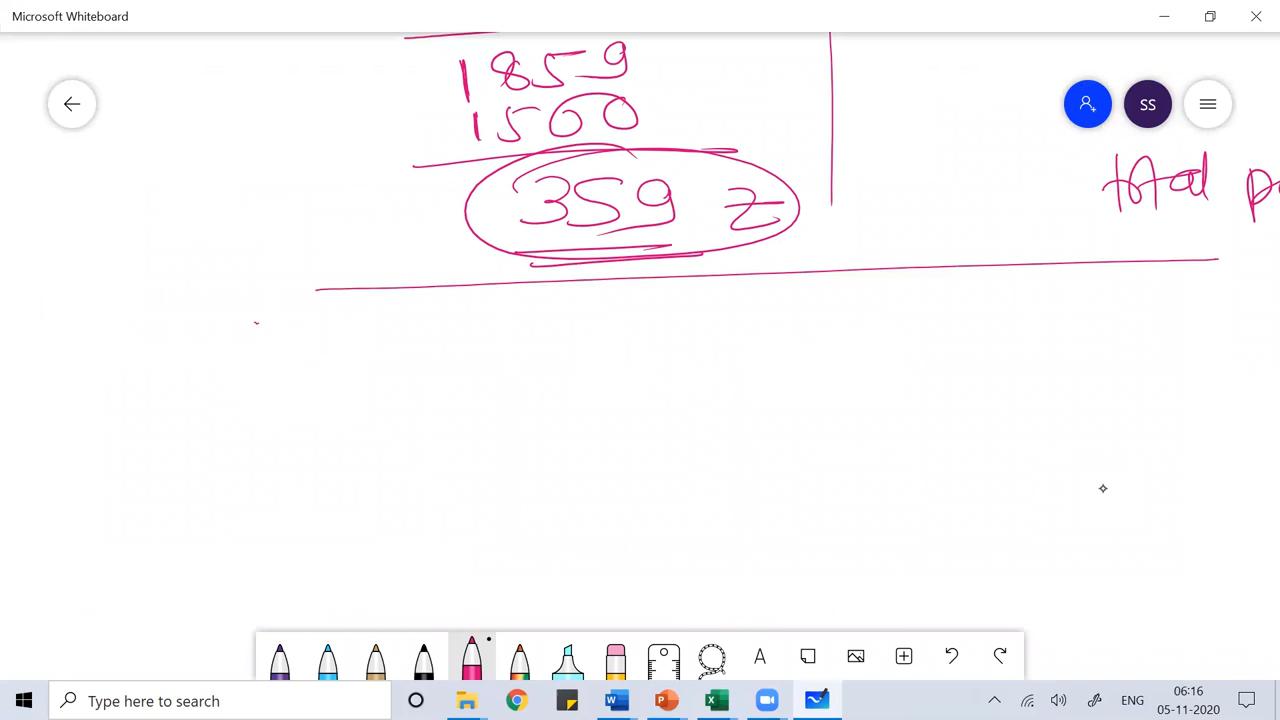 Microsoft Whiteboard
1859
1500
359
SS
total
A
Type here to search
ENG
06:16
05-11-2020